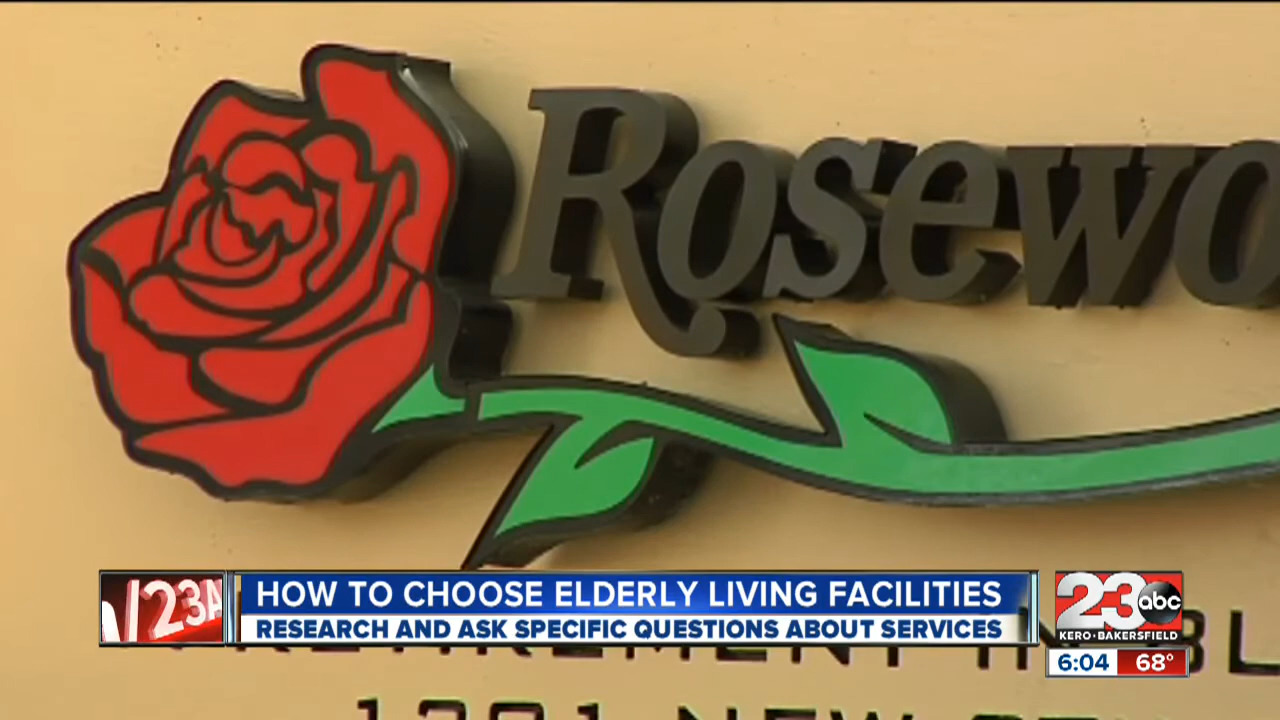 Rosewo
HOW TO CHOOSE ELDERLY LIVING FACILITIES
RESEARCH AND ASK SPECIFIC QUESTIONS ABOUT SERVICES
23 abc
KERO·BAKERSFIELD
6:04 68°